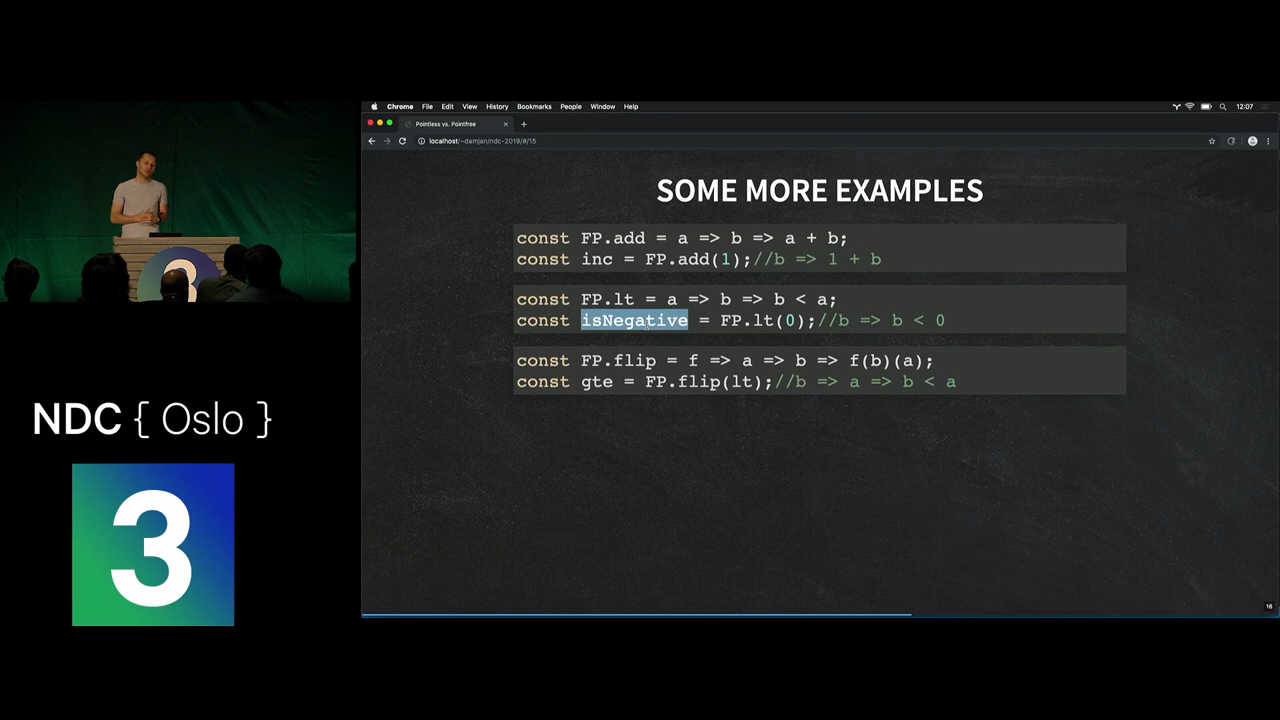 Chrome File Edit View History Bookmarks People Window Help 12:07
Pointless vs. Pointfree
localhost/~damjan/ndc-2019/#/15
SOME MORE EXAMPLES
const FP.add = a => b => a + b;
const inc = FP.add(1);//b => 1 + b
const FP.lt = a => b => b < a;
const isNegative = FP.lt(0);//b => b < 0
const FP.flip = f => a => b => f(b)(a);
const gte = FP.flip(lt);//b => a => b < a
16
3
NDC { Oslo }
3